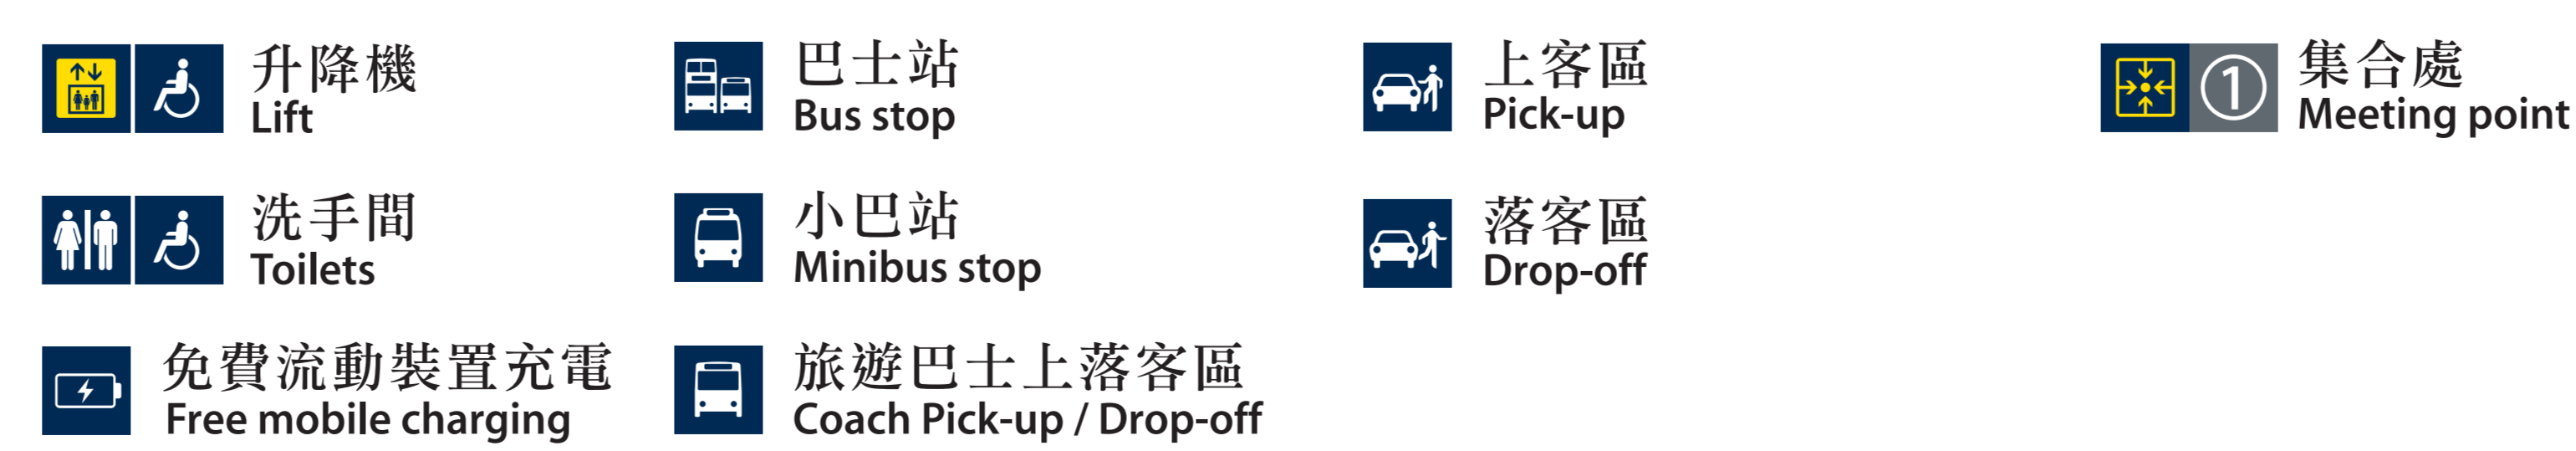 升降機
Lift
洗手間
Toilets
免費流動裝置充電
Free mobile charging
巴士站
Bus stop
小巴站
Minibus stop
旅遊巴士上落客區
Coach Pick-up / Drop-off
上客區
Pick-up
落客區
Drop-off
1
集合處
Meeting point